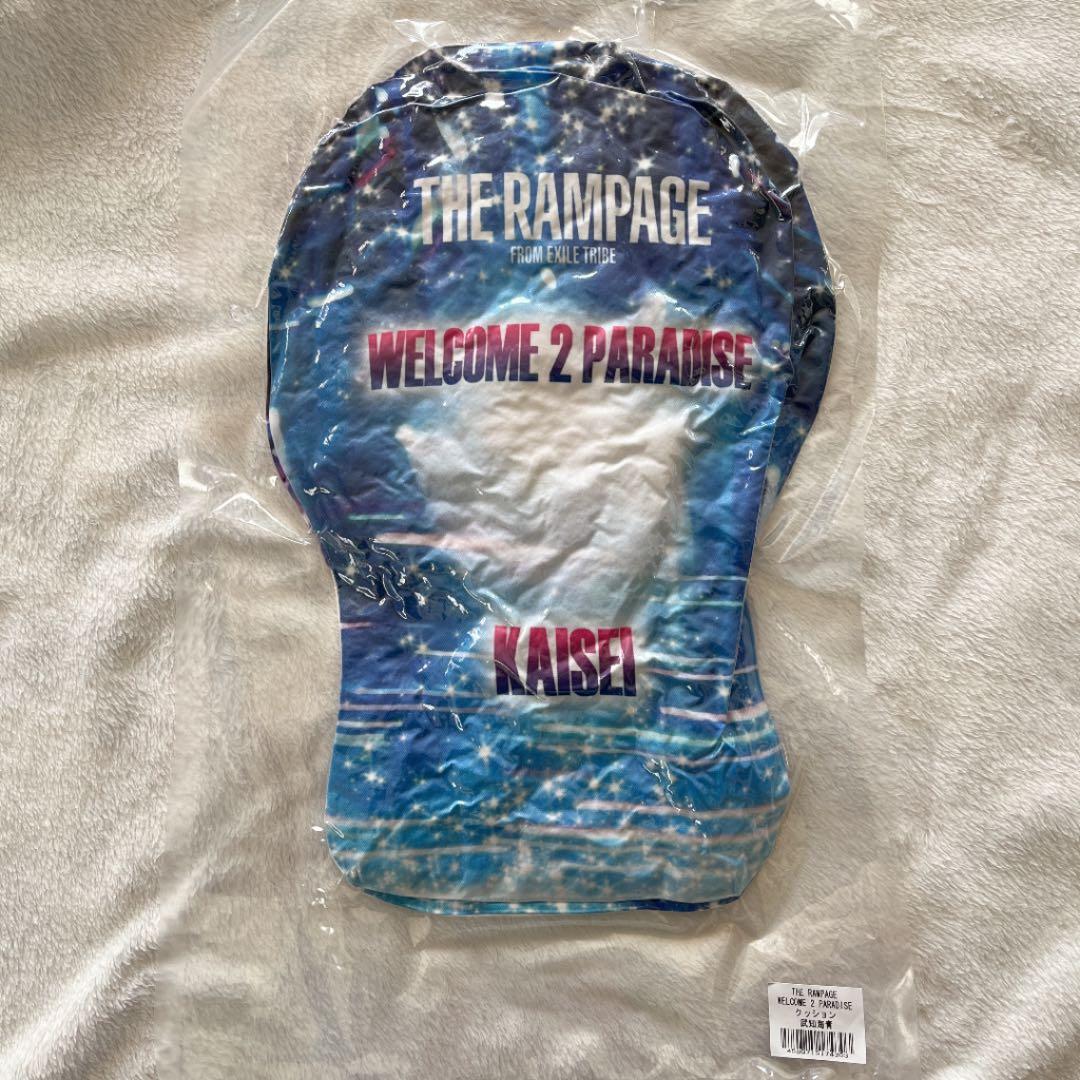 THE RAMPAGE
FROM EXILE TRIBE
WELCOME 2 PARADISE
KAISEI
THE RAMPAGE
WELCOME 2 PARADISE
クッション
武知海青